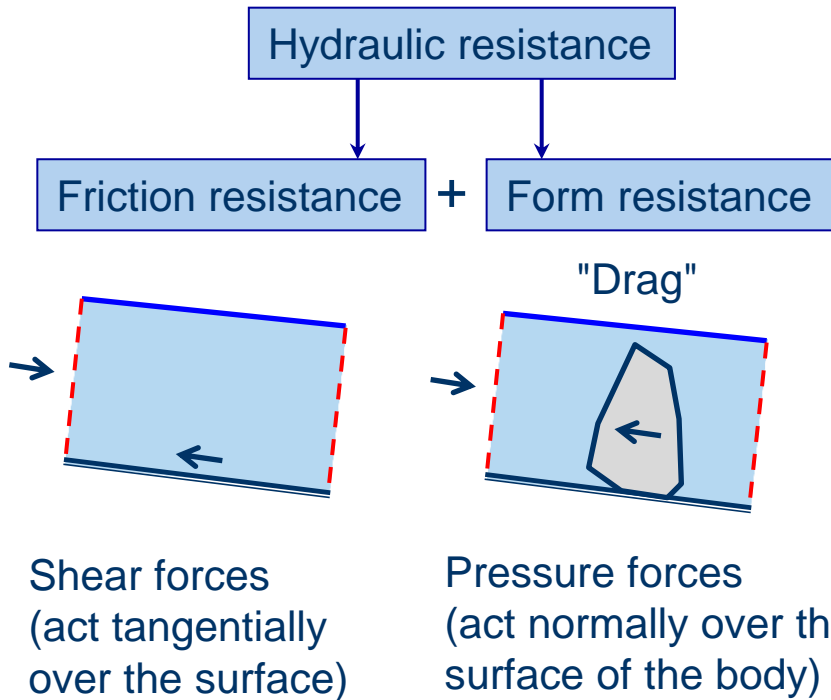 Hydraulic resistance
Friction resistance + Form resistance
"Drag"
Shear forces
(act tangentially
over the surface)
Pressure forces
(act normally over th
surface of the body)